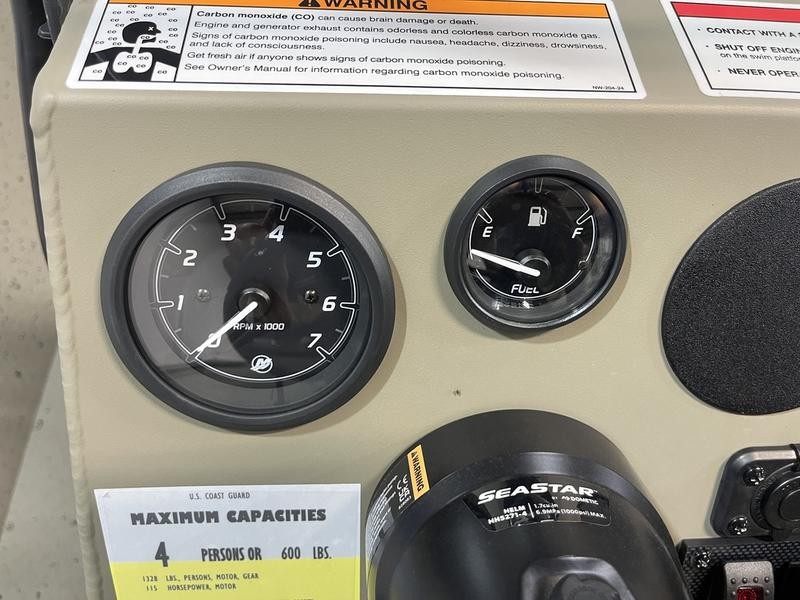 WARNING
Carbon monoxide (CO) can cause brain damage or death.
Engine and generator exhaust contains odorless and colorless carbon monoxide gas.
Signs of carbon monoxide poisoning include nausea, headache, dizziness, drowsiness,
and lack of consciousness.
Get fresh air if anyone shows signs of carbon monoxide poisoning.
See Owner's Manual for information regarding carbon monoxide poisoning.
NW-204-24
CONTACT WITH A
· SHUT OFF ENGIN
on the swim platfor
· NEVER OPER
0
1
2
3
4
5
6
7
RPM x 1000
E
F
FUEL
U.S. COAST GUARD
MAXIMUM CAPACITIES
4 PERSONS OR 600 LBS.
1328 LBS., PERSONS, MOTOR, GEAR
115 HORSEPOWER, MOTOR
WARNING
SEASTAR
BY DOMETIC
HELM
HH5271-4
1.7cu.in
6.9MPa (1000psi) MAX.